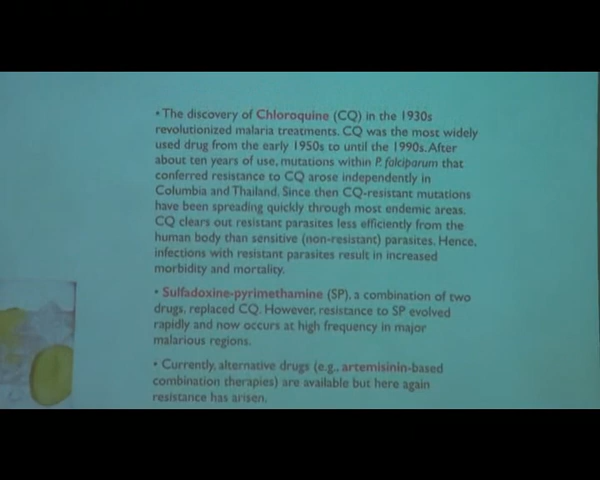 • The discovery of Chloroquine (CQ) in the 1930s
revolutionized malaria treatments. CQ was the most widely
used drug from the early 1950s to until the 1990s. After
about ten years of use, mutations within P. falciparum that
conferred resistance to CQ arose independently in
Columbia and Thailand. Since then CQ-resistant mutations
have been spreading quickly through most endemic areas.
CQ clears out resistant parasites less efficiently from the
human body than sensitive (non-resistant) parasites. Hence,
infections with resistant parasites result in increased
morbidity and mortality.
• Sulfadoxine-pyrimethamine (SP), a combination of two
drugs, replaced CQ. However, resistance to SP evolved
rapidly and now occurs at high frequency in major
malarious regions.
• Currently, alternative drugs (e.g., artemisinin-based
combination therapies) are available but here again
resistance has arisen.